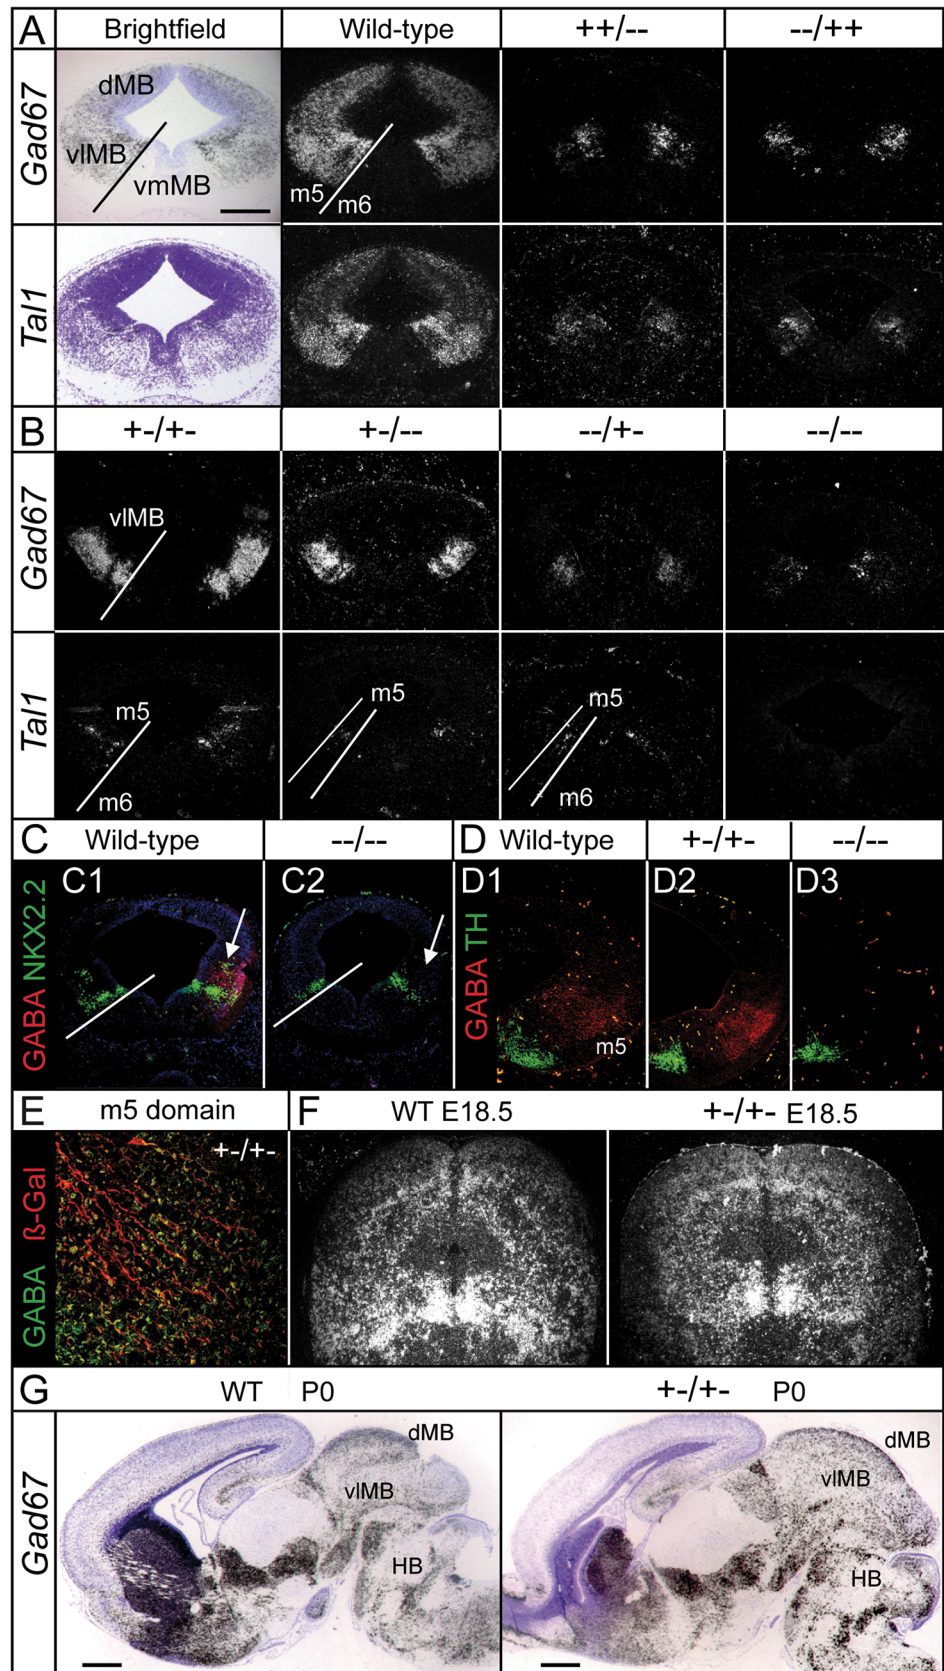 A Brightfield Wild-type ++/-- --/++
Gad67 dMB vlMB vmMB m5 m6
Tal1
B +-/+- +-/-- --/+- --/--
Gad67 vlMB
Tal1 m5 m6 m5 m5 m6
C Wild-type --/-- D Wild-type +-/+- --/--
GABA NKX2.2 C1 C2 GABA TH D1 m5 D2 D3
E m5 domain F WT E18.5 +-/+- E18.5
GABA ß-Gal +-/+-
G WT P0 +-/+- P0
Gad67 dMB vlMB HB dMB vlMB HB